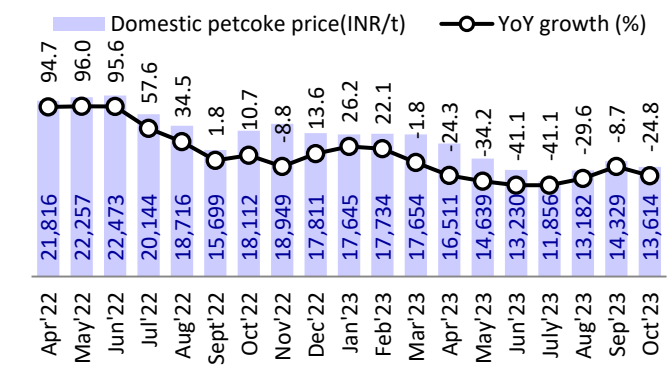 Domestic petcoke price(INR/t)
YoY growth (%)
94.7
96.0
95.6
57.6
34.5
1.8
10.7
-8.8
13.6
26.2
22.1
-1.8
-24.3
-34.2
-41.1
-41.1
-29.6
-8.7
-24.8
21,816
22,257
22,473
20,144
18,716
15,699
18,112
18,949
17,811
17,645
17,734
17,654
16,511
14,639
13,230
11,856
13,182
14,329
13,614
Apr'22
May'22
Jun'22
Jul'22
Aug'22
Sept'22
Oct'22
Nov'22
Dec'22
Jan'23
Feb'23
Mar'23
Apr'23
May'23
Jun'23
July'23
Aug'23
Sep'23
Oct'23